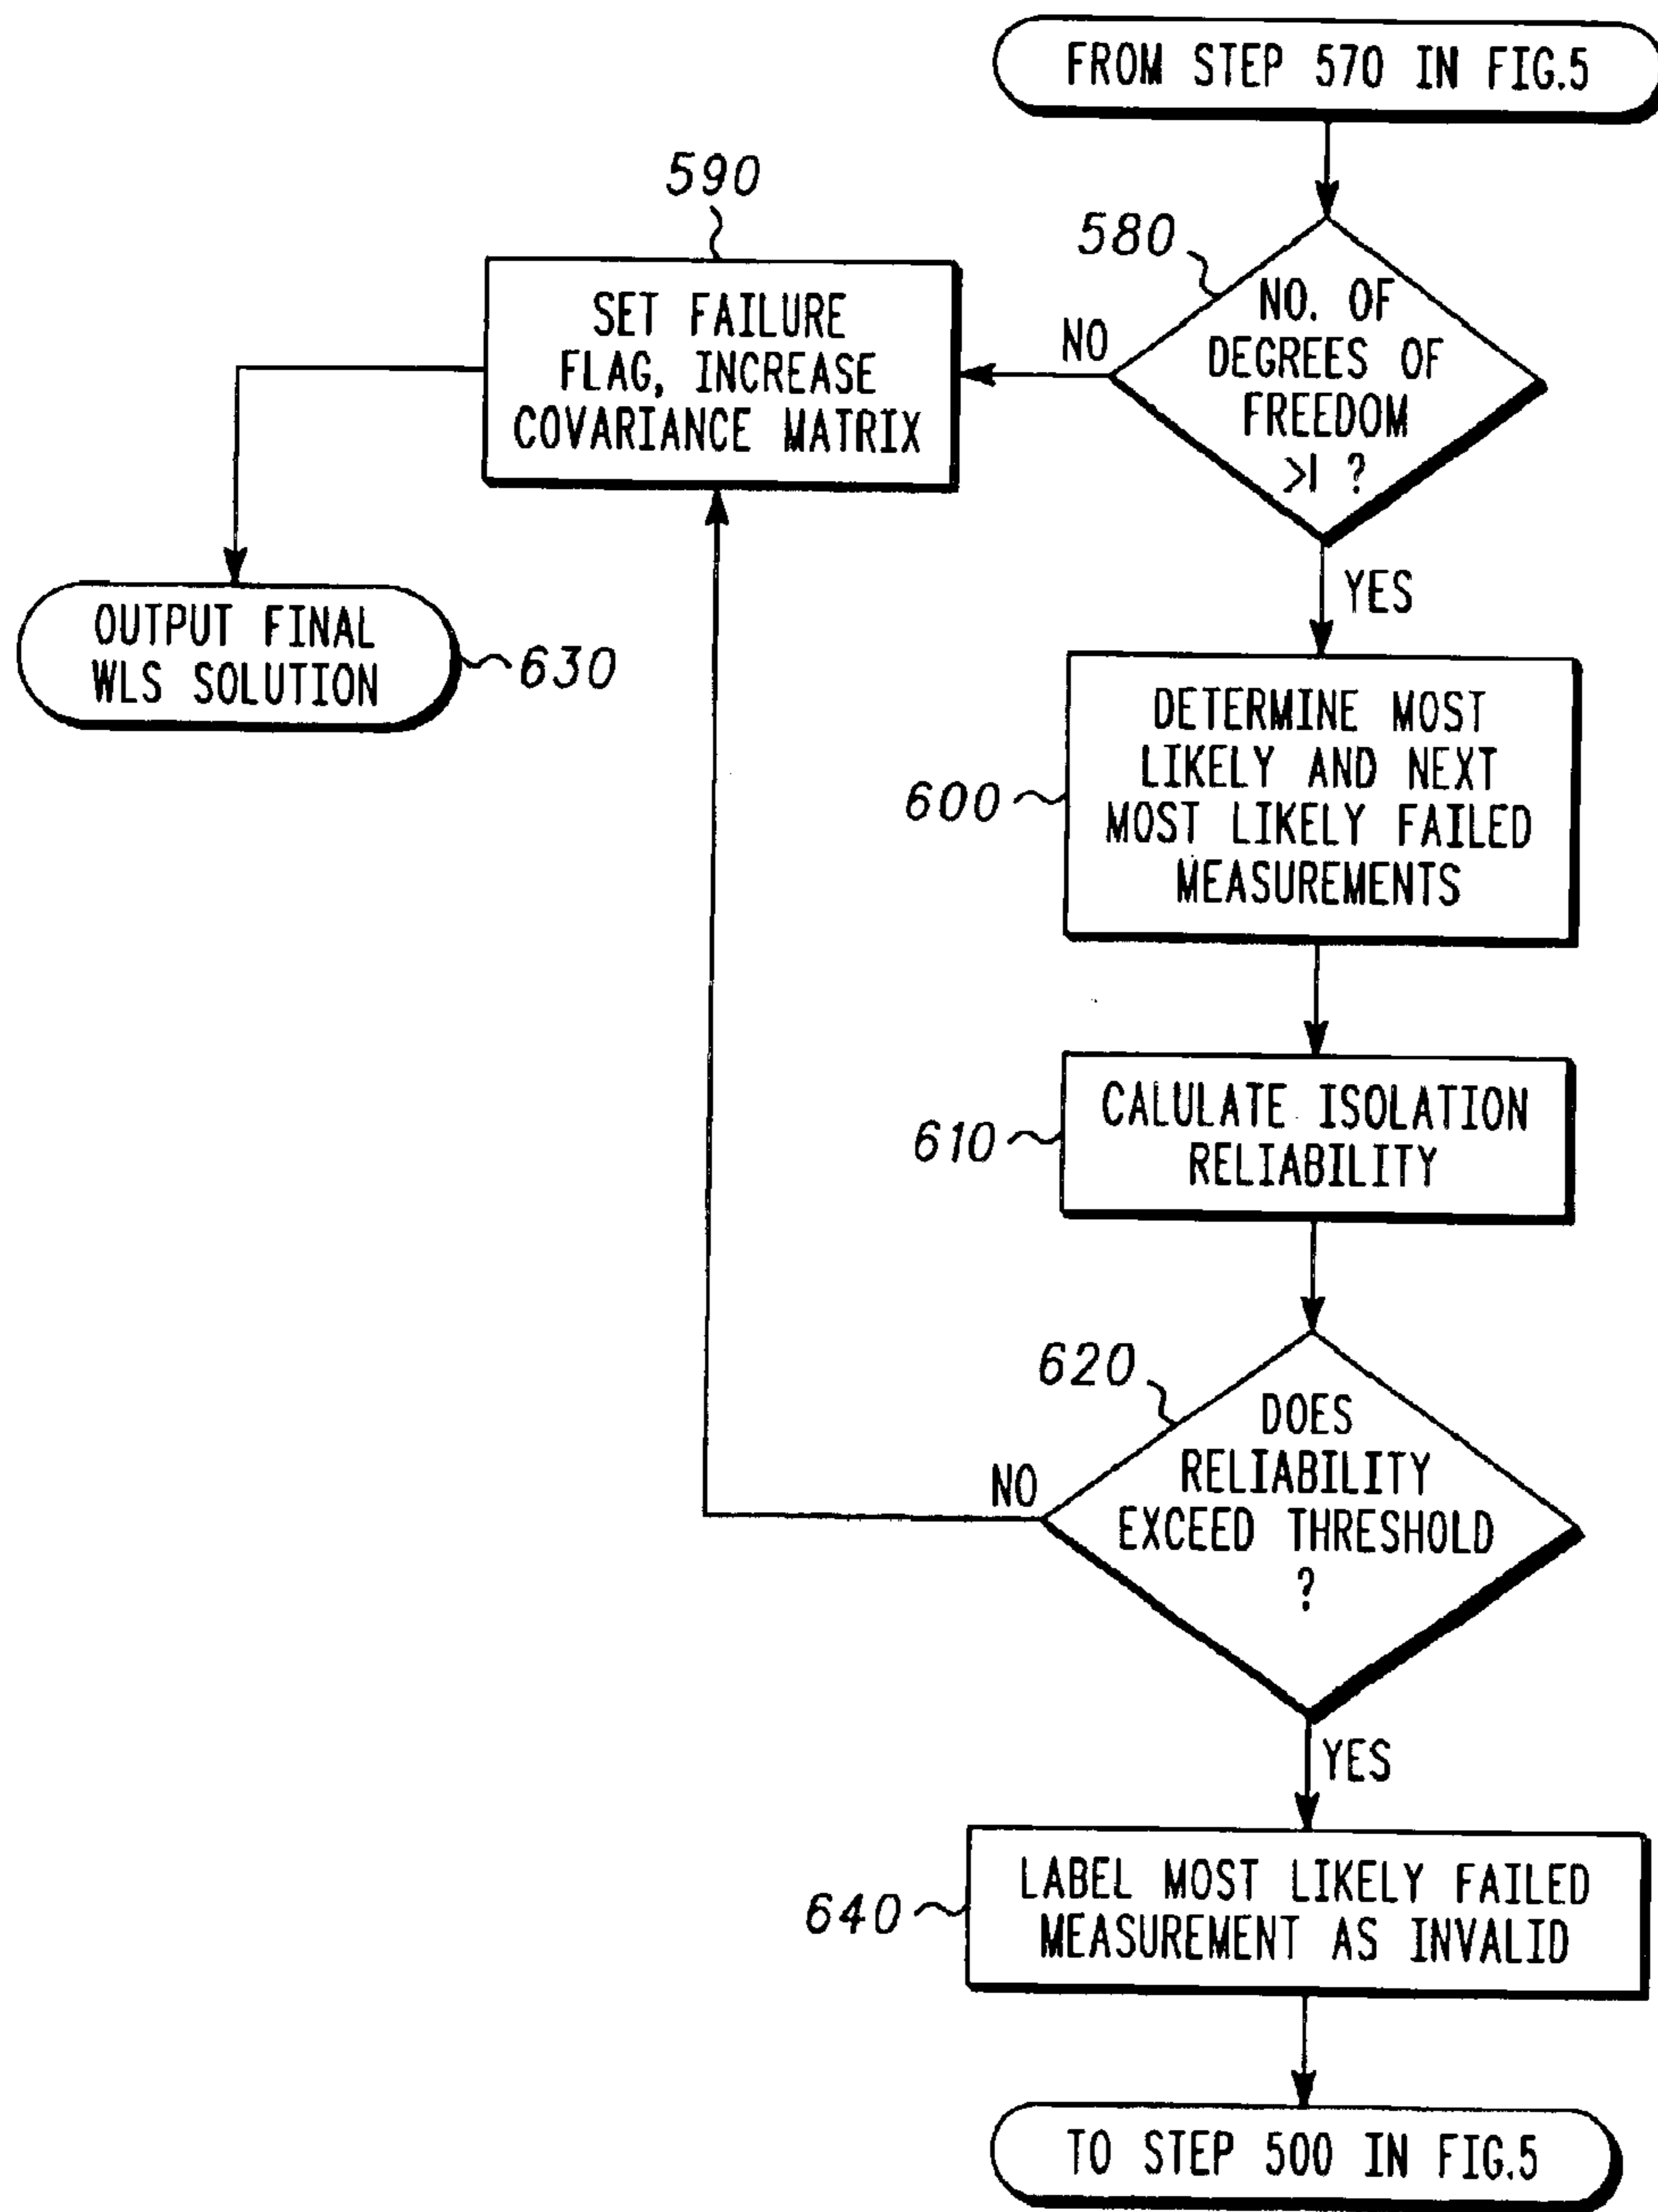 FROM STEP 570 IN FIG.5
590
580
SET FAILURE
FLAG, INCREASE
COVARIANCE MATRIX
NO
NO. OF
DEGREES OF
FREEDOM
>1 ?
YES
OUTPUT FINAL
WLS SOLUTION
630
600
DETERMINE MOST
LIKELY AND NEXT
MOST LIKELY FAILED
MEASUREMENTS
610
CALULATE ISOLATION
RELIABILITY
620
NO
DOES
RELIABILITY
EXCEED THRESHOLD
?
YES
640
LABEL MOST LIKELY FAILED
MEASUREMENT AS INVALID
TO STEP 500 IN FIG.5